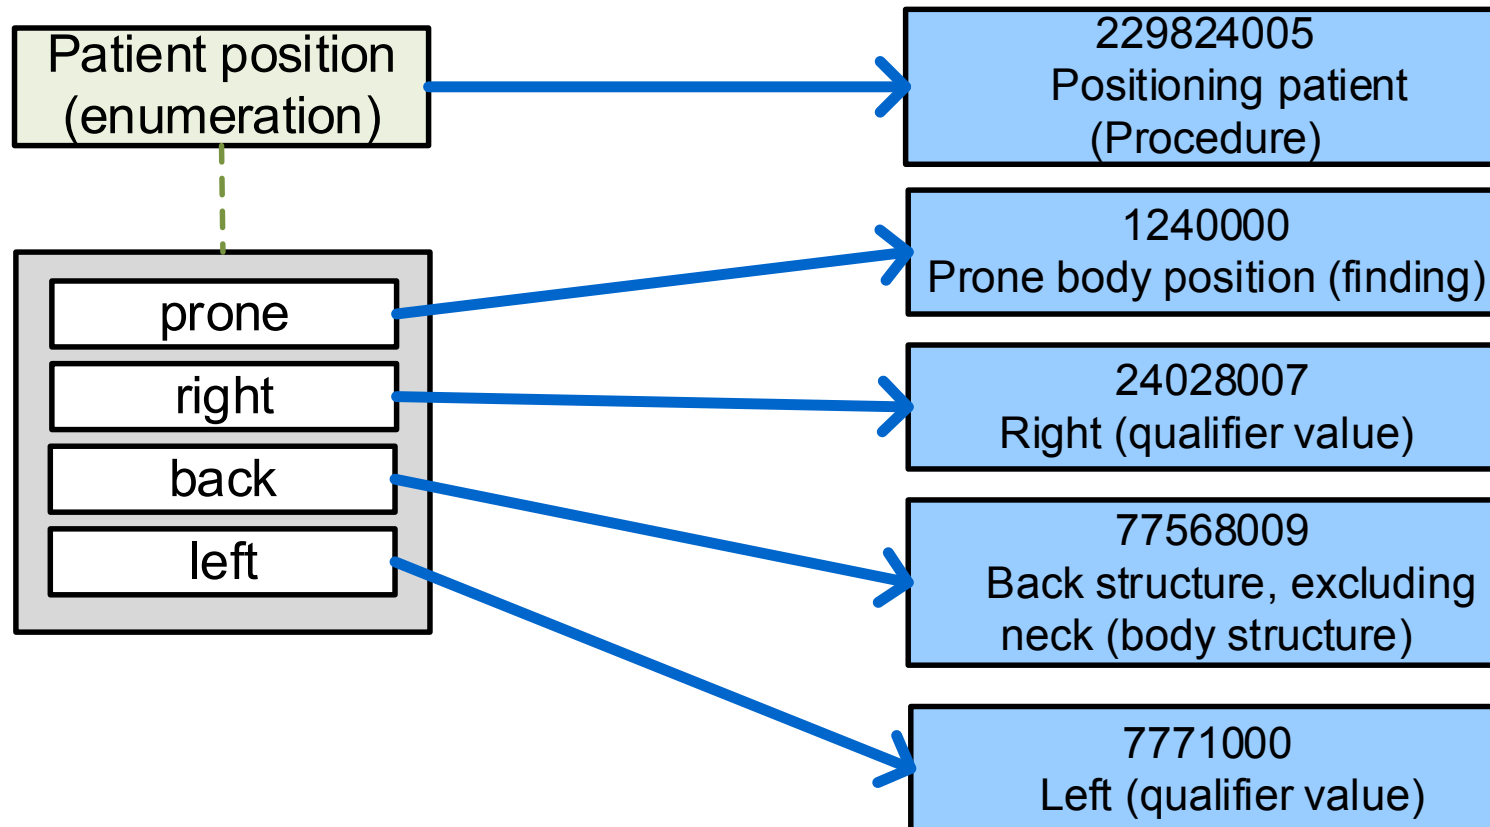 Patient position
(enumeration)
229824005
Positioning patient
(Procedure)
prone
1240000
Prone body position (finding)
right
24028007
Right (qualifier value)
back
77568009
Back structure, excluding
neck (body structure)
left
7771000
Left (qualifier value)